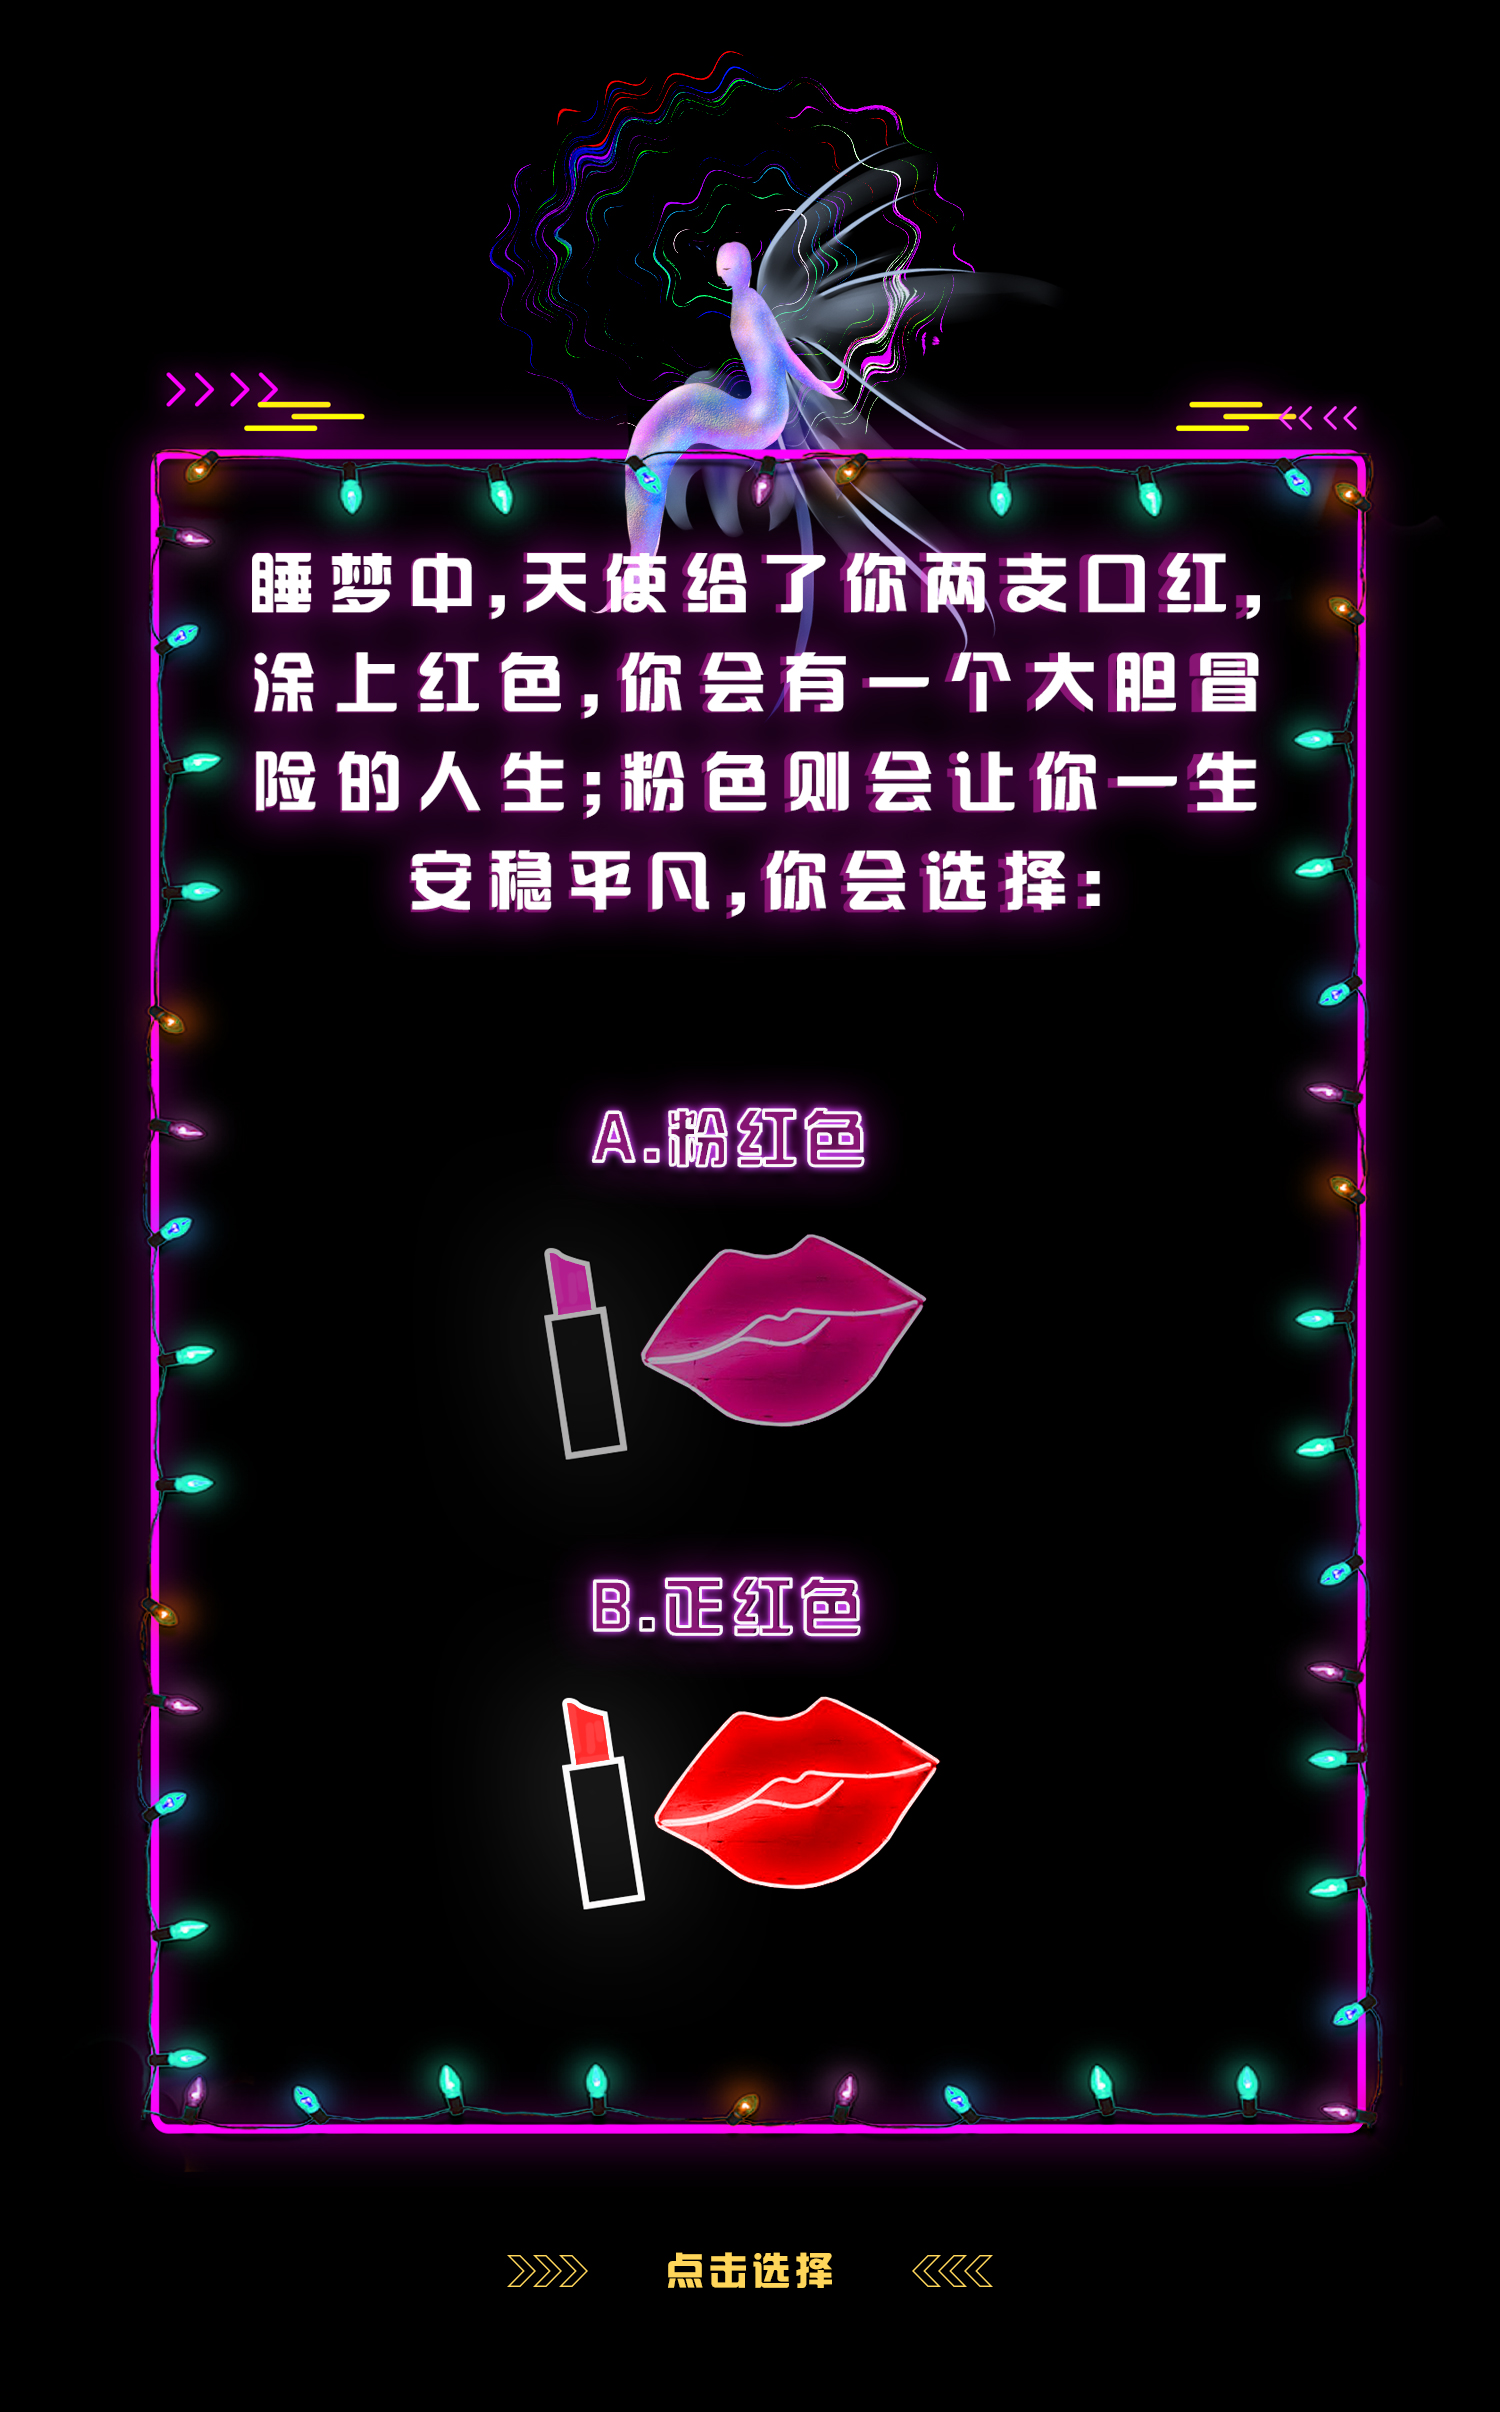 睡梦中,天使给了你两支口红,
涂上红色,你会有一个大胆冒
险的人生;粉色则会让你一生
安稳平凡,你会选择:
A.粉红色
B.正红色
点击选择